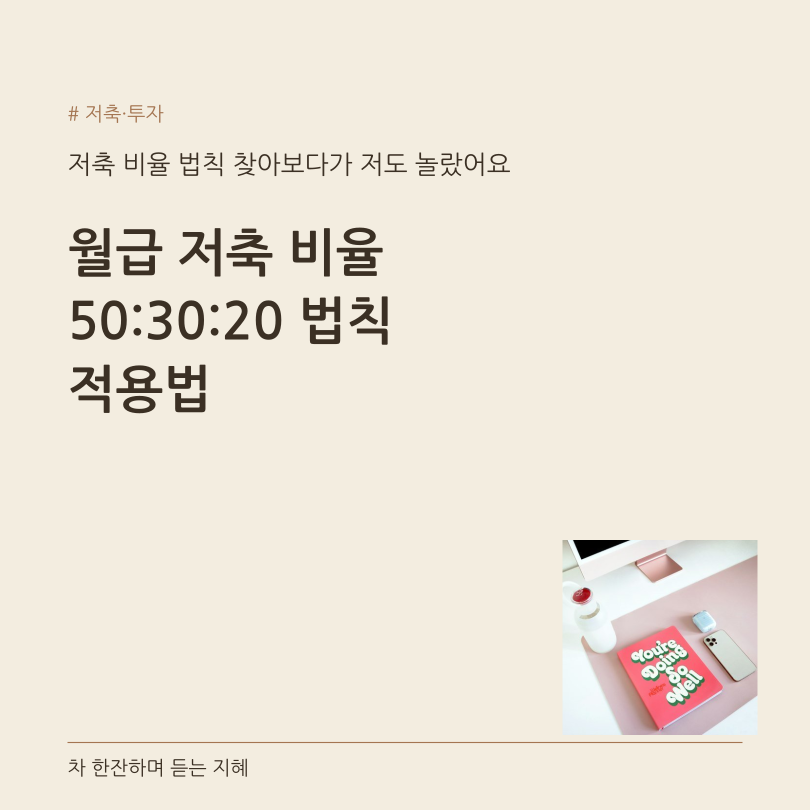 # 저축·투자
저축 비율 법칙 찾아보다가 저도 놀랐어요
월급 저축 비율
50:30:20 법칙
적용법
You're
Doing
So
Well
차 한잔하며 듣는 지혜